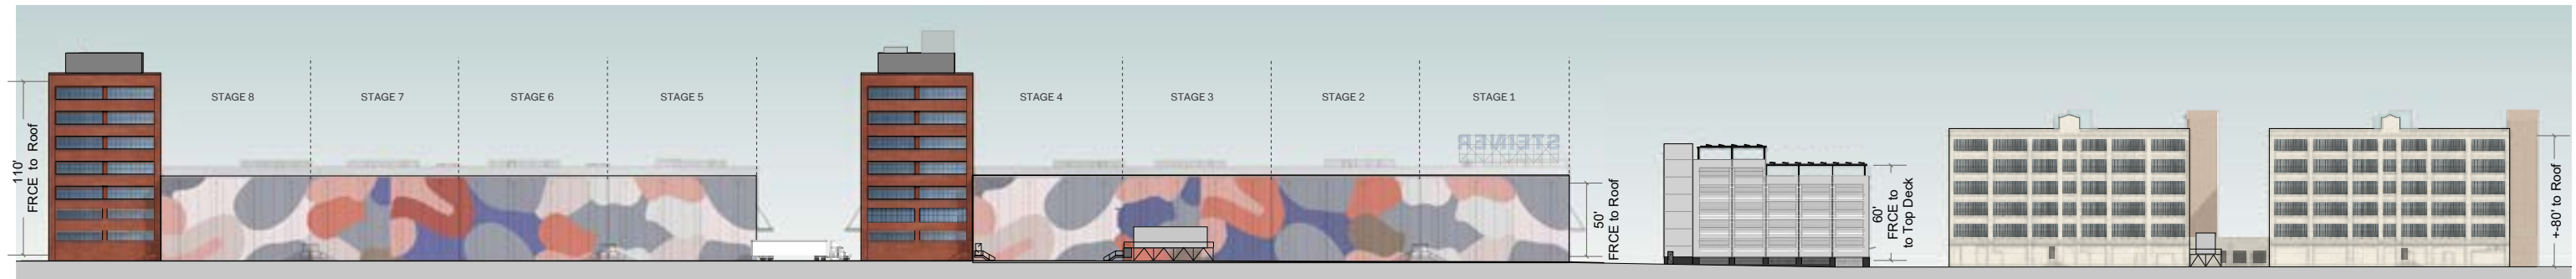 STAGE 8
STAGE 7
STAGE 6
STAGE 5
STAGE 4
STAGE 3
STAGE 2
STAGE 1
STEINER
110'
FRCE to Roof
50'
FRCE to Roof
60'
FRCE to
to Top Deck
+-80' to Roof